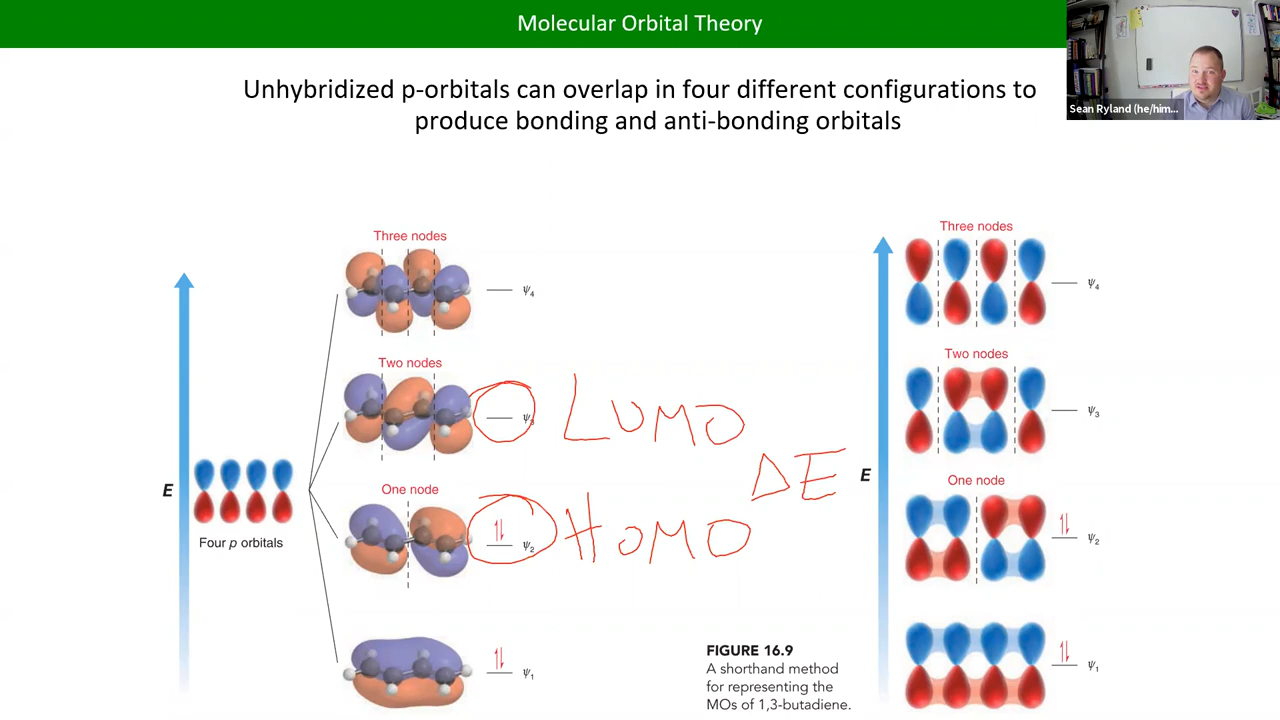 Molecular Orbital Theory
Sean Ryland (he/him...
Unhybridized p-orbitals can overlap in four different configurations to
produce bonding and anti-bonding orbitals
E
Four p orbitals
Three nodes
ψ4
Two nodes
ψ3
LUMO
One node
ψ2
HOMO
ψ1
ΔE
E
Three nodes
ψ4
Two nodes
ψ3
One node
ψ2
ψ1
FIGURE 16.9
A shorthand method
for representing the
MOs of 1,3-butadiene.